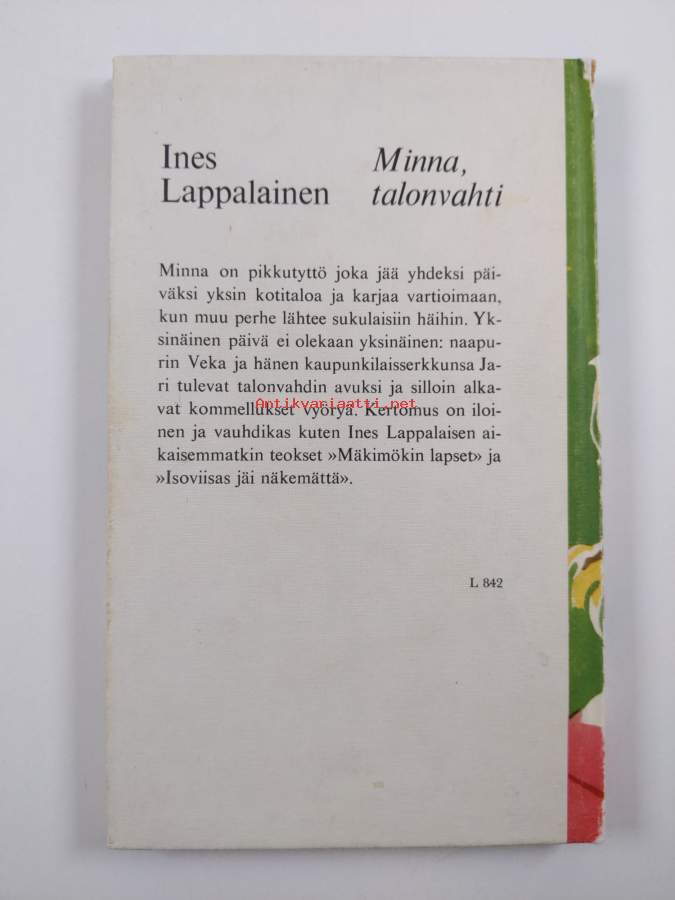 Ines
Lappalainen
Minna,
talonvahti
Minna on pikkutyttö joka jää yhdeksi päi-
väksi yksin kotitaloa ja karjaa vartioimaan,
kun muu perhe lähtee sukulaisiin häihin. Yk-
sinäinen päivä ei olekaan yksinäinen: naapu-
rin Veka ja hänen kaupunkilaisserkkunsa Ja-
ri tulevat talonvahdin avuksi ja silloin alka-
Antikvariaatti.net
vat kommellukset vyöryä. Kertomus on iloi-
nen ja vauhdikas kuten Ines Lappalaisen ai-
kaisemmatkin teokset »Mäkimökin lapset» ja
»Isoviisas jäi näkemättä».
L 842